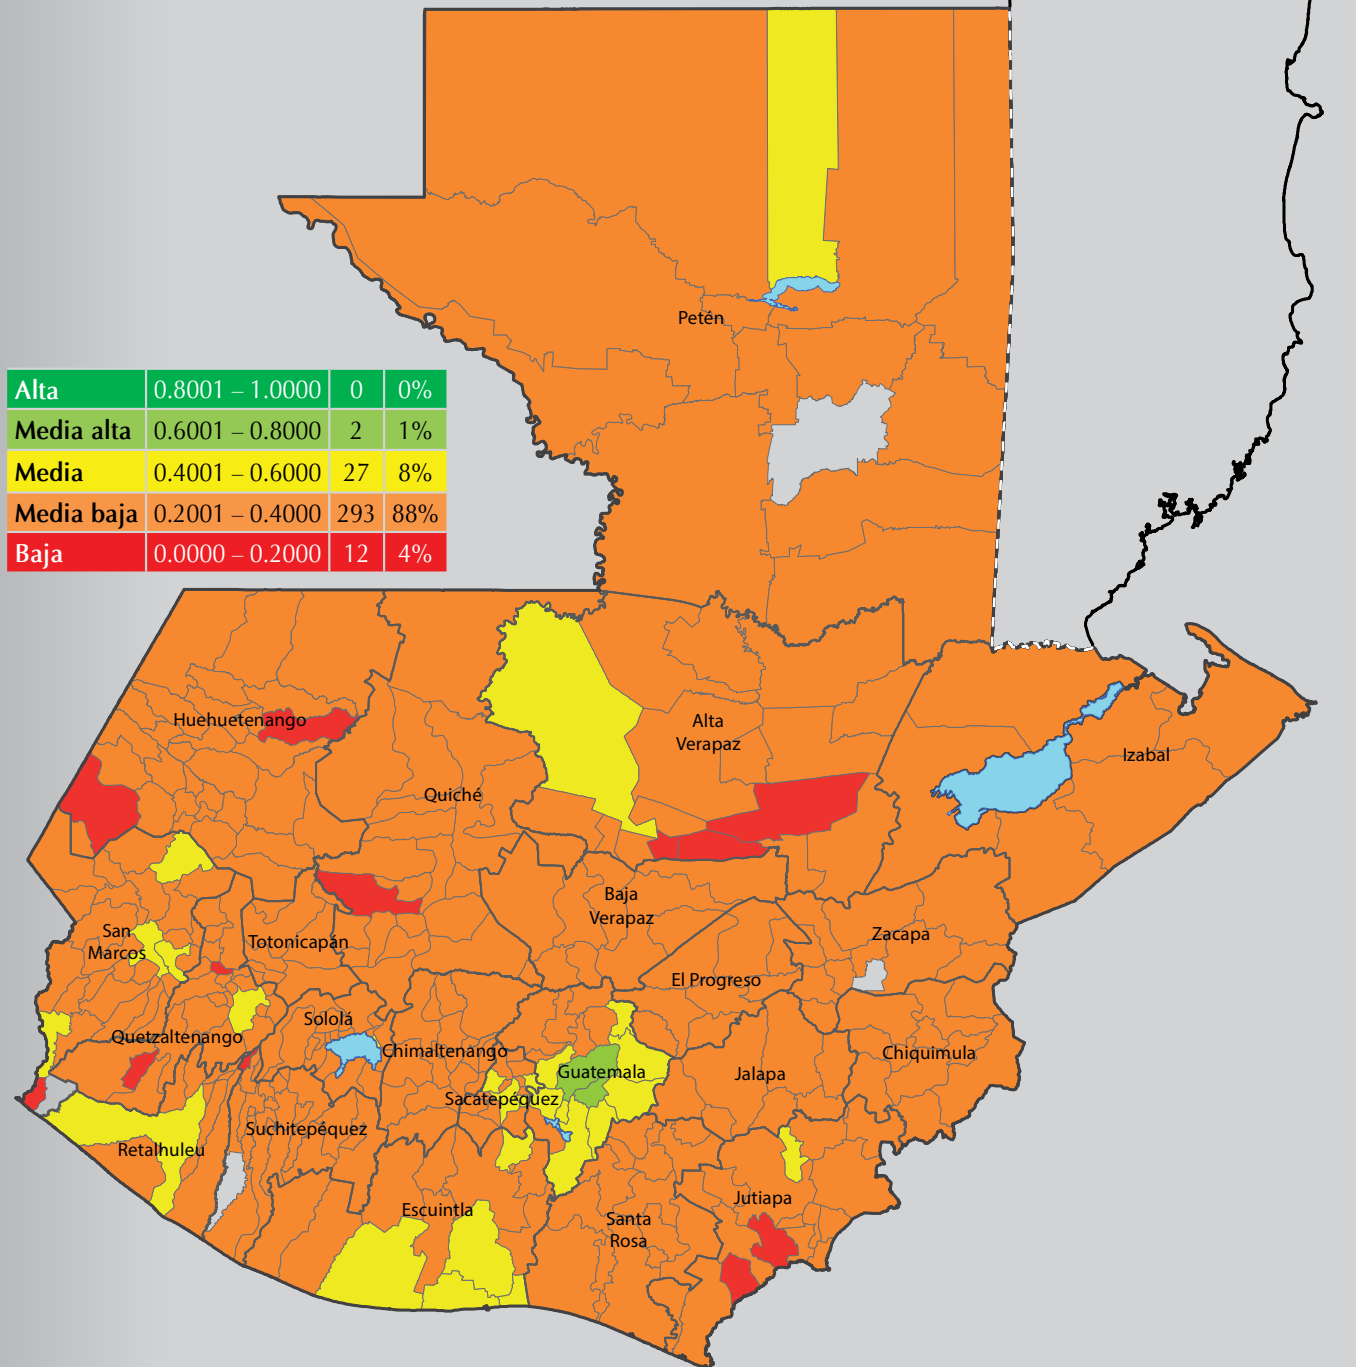 Petén
Alta 0.8001 – 1.0000 0 0%
Media alta 0.6001 – 0.8000 2 1%
Media 0.4001 – 0.6000 27 8%
Media baja 0.2001 – 0.4000 293 88%
Baja 0.0000 – 0.2000 12 4%
Huehuetenango
Alta
Verapaz
Izabal
Quiché
Baja
Verapaz
San
Marcos
Totonicapán
Zacapa
El Progreso
Sololá
Quetzaltenango
Chimaltenango
Chiquimula
Guatemala
Jalapa
Sacatepéquez
Suchitepéquez
Retalhuleu
Jutiapa
Escuintla
Santa
Rosa